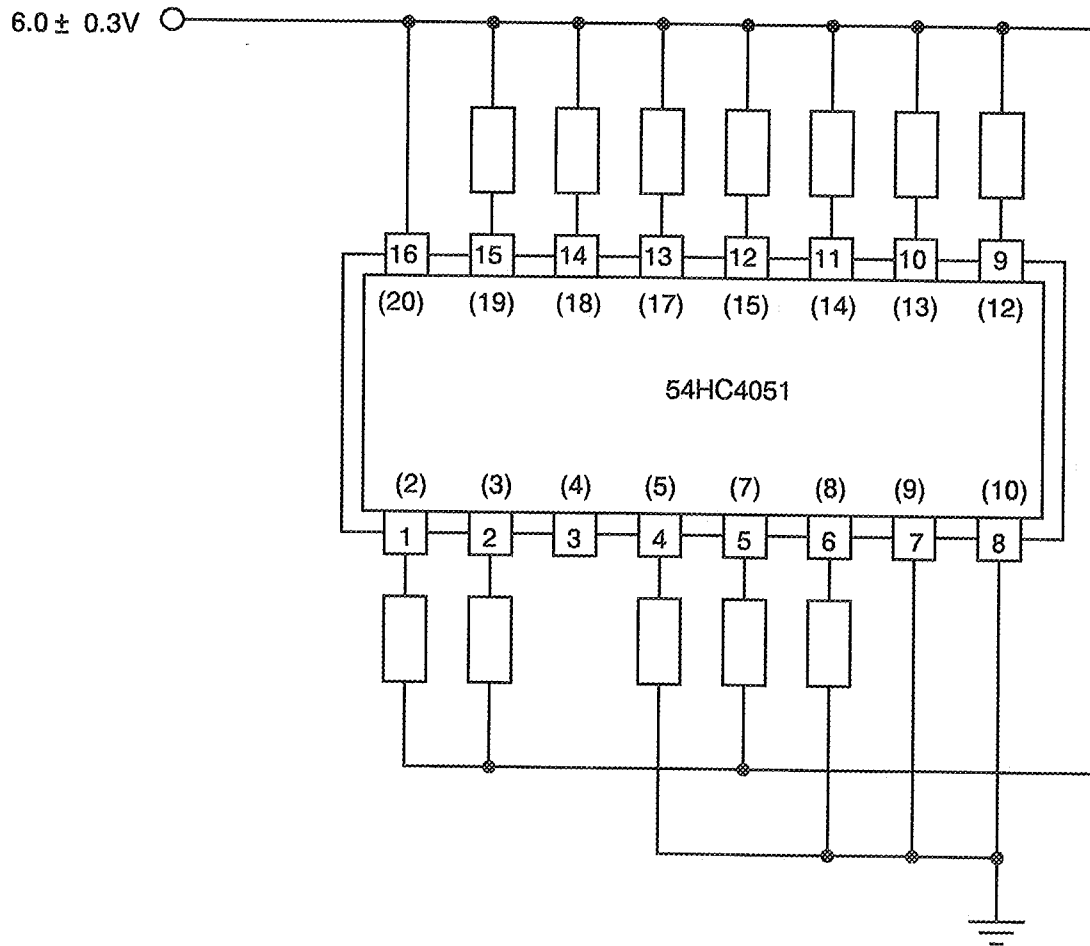 6.0 ± 0.3V
16 15 14 13 12 11 10 9
(20) (19) (18) (17) (15) (14) (13) (12)
54HC4051
(2) (3) (4) (5) (7) (8) (9) (10)
1 2 3 4 5 6 7 8